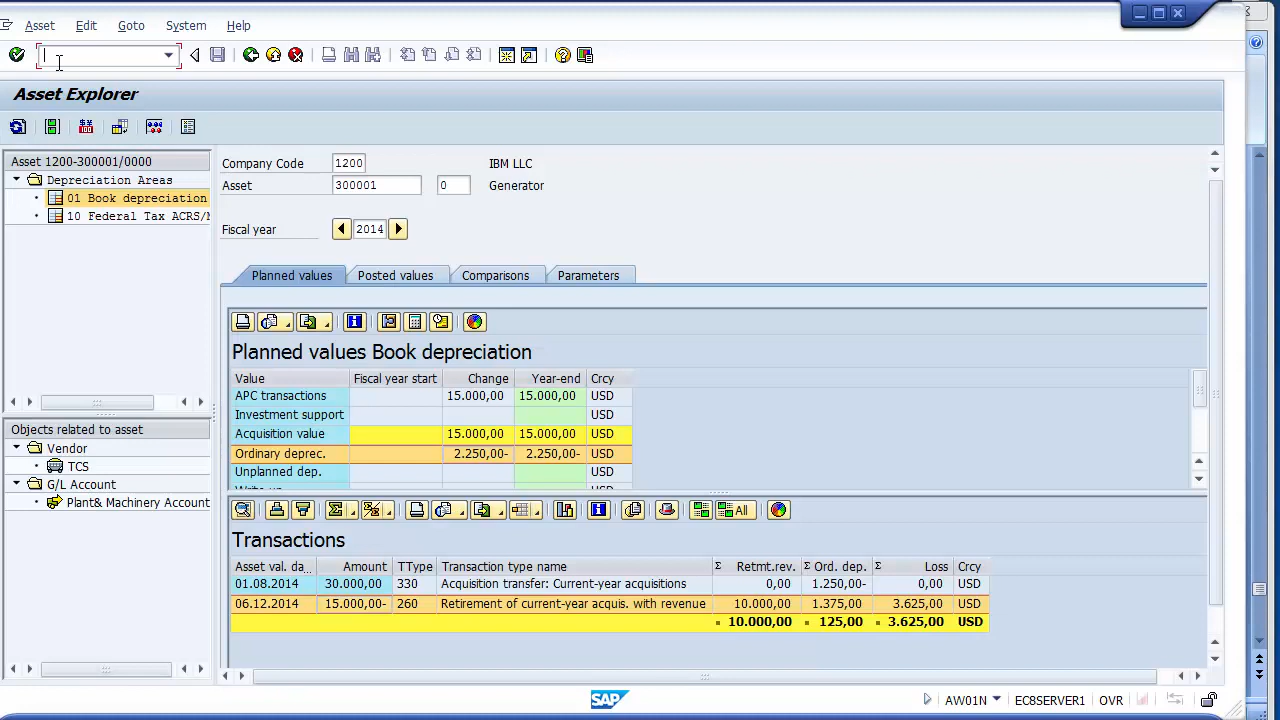 Asset Edit Goto System Help
Asset Explorer
Asset 1200-300001/0000
Depreciation Areas
01 Book depreciation
10 Federal Tax ACRS/M
Objects related to asset
Vendor
TCS
G/L Account
Plant& Machinery Account
Company Code 1200 IBM LLC
Asset 300001 0 Generator
Fiscal year 2014
Planned values Posted values Comparisons Parameters
Planned values Book depreciation
Value Fiscal year start Change Year-end Crcy
APC transactions 15.000,00 15.000,00 USD
Investment support USD
Acquisition value 15.000,00 15.000,00 USD
Ordinary deprec. 2.250,00- 2.250,00- USD
Unplanned dep. USD
All
Transactions
Asset val. da.. Amount TType Transaction type name Σ Retmt.rev. Σ Ord. dep. Σ Loss Crcy
01.08.2014 30.000,00 330 Acquisition transfer: Current-year acquisitions 0,00 1.250,00- 0,00 USD
06.12.2014 15.000,00- 260 Retirement of current-year acquis. with revenue 10.000,00 1.375,00 3.625,00 USD
10.000,00 125,00 3.625,00 USD
SAP
AW01N EC8SERVER1 OVR